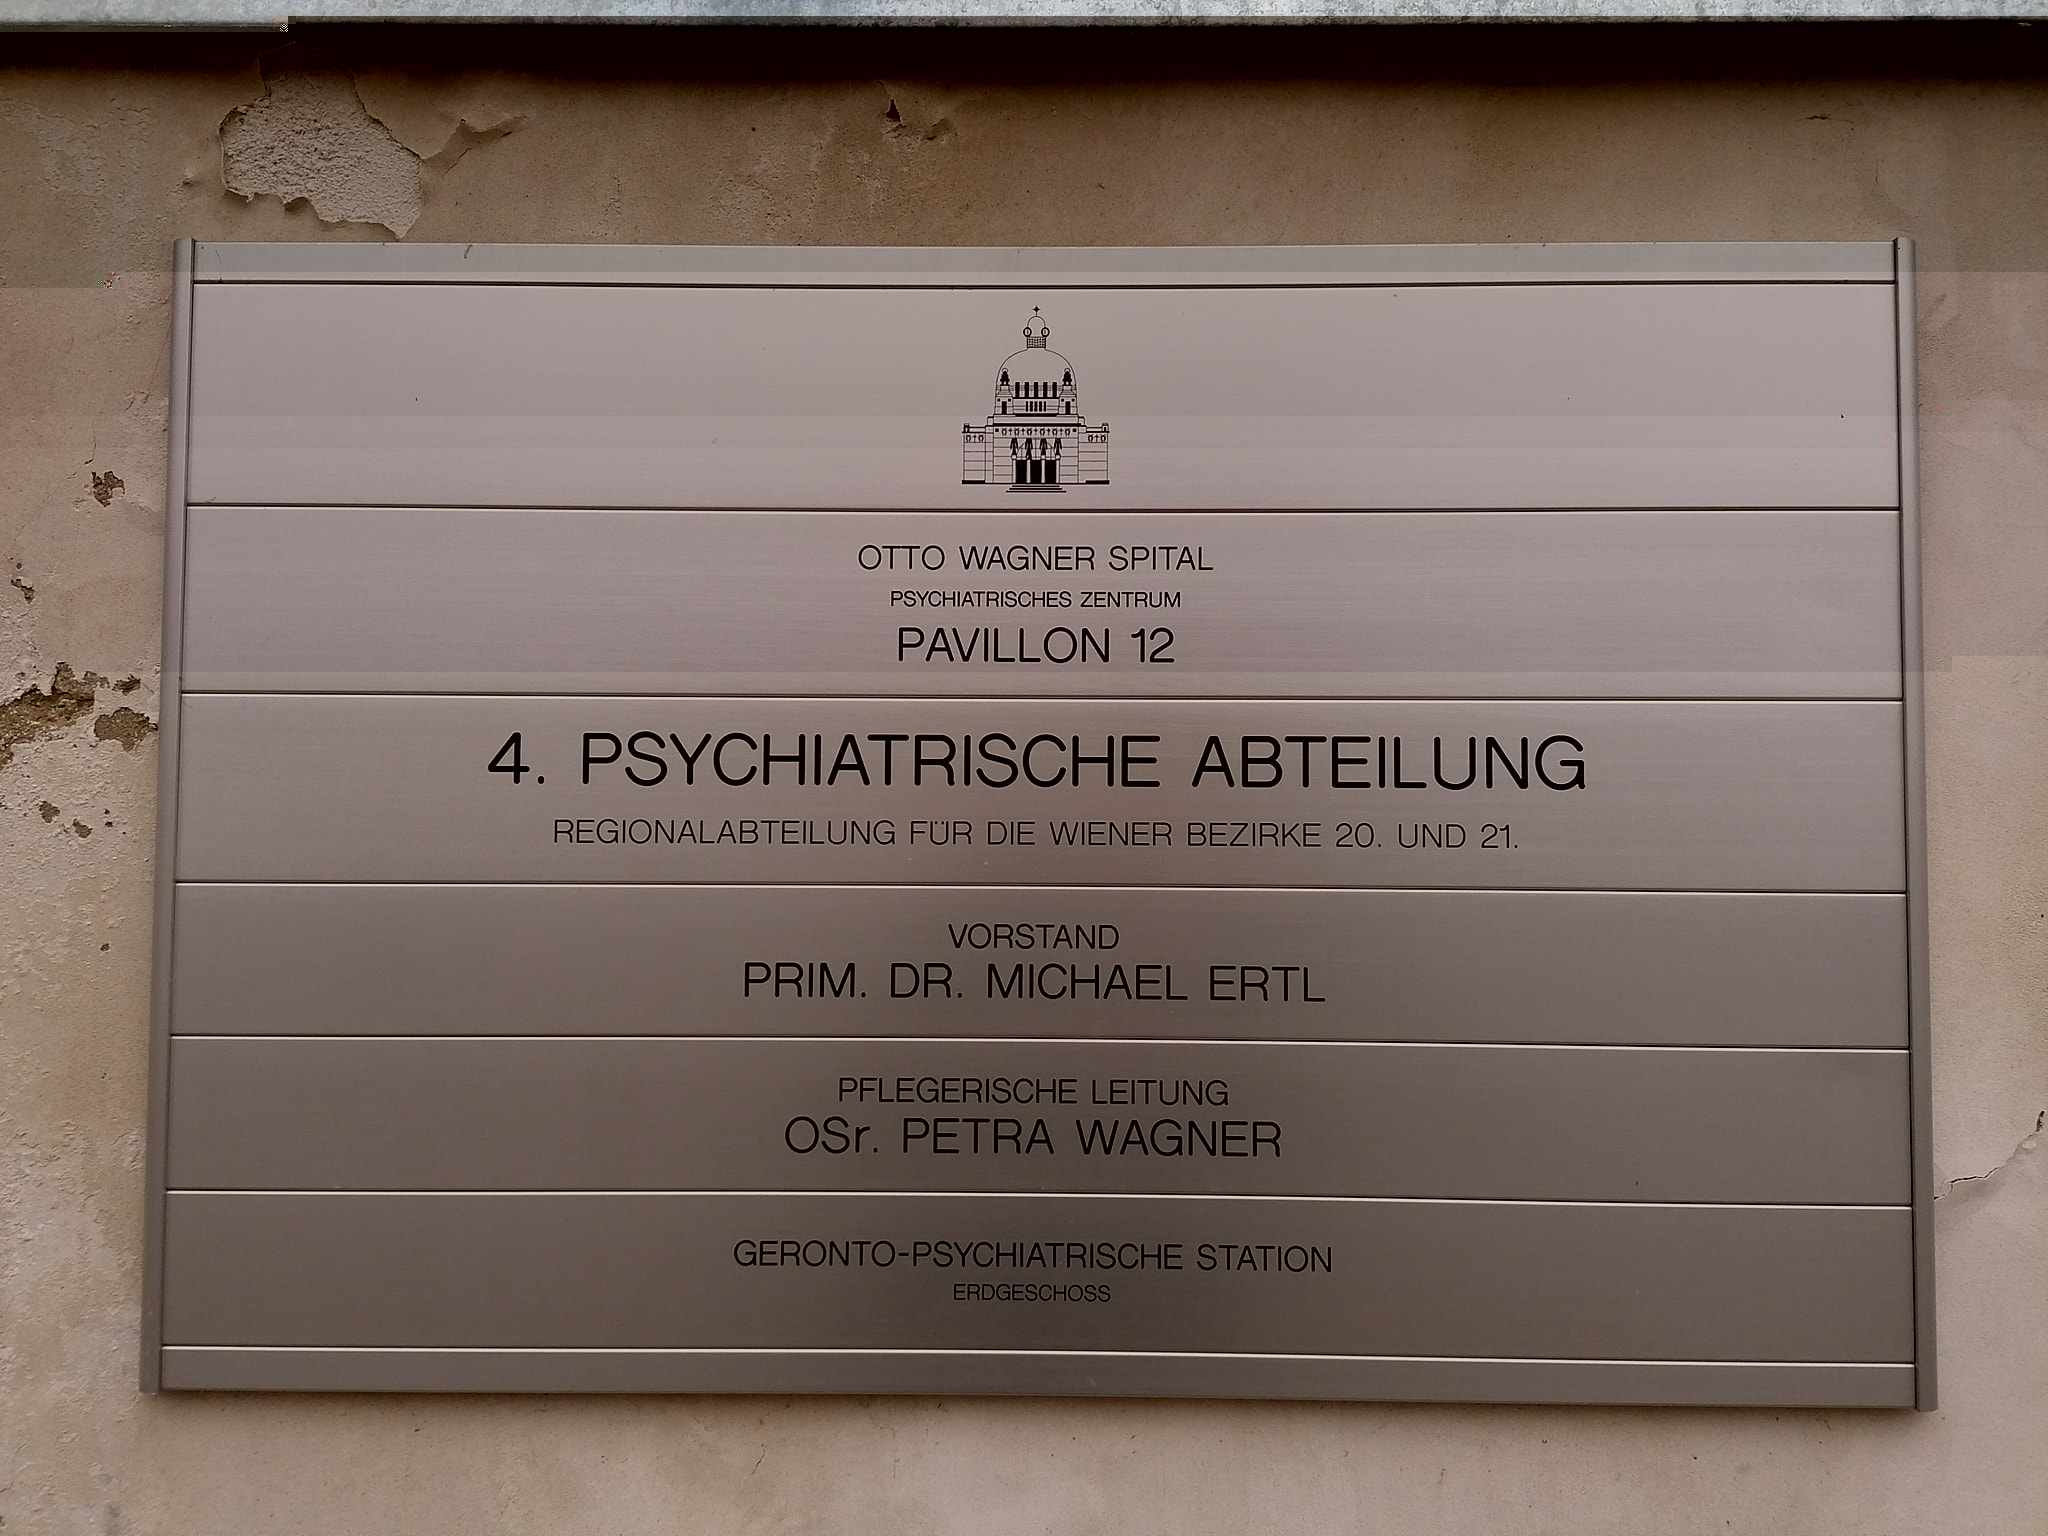 OTTO WAGNER SPITAL
PSYCHIATRISCHES ZENTRUM
PAVILLON 12
4. PSYCHIATRISCHE ABTEILUNG
REGIONALABTEILUNG FÜR DIE WIENER BEZIRKE 20. UND 21.
VORSTAND
PRIM. DR. MICHAEL ERTL
PFLEGERISCHE LEITUNG
OSr. PETRA WAGNER
GERONTO-PSYCHIATRISCHE STATION
ERDGESCHOSS